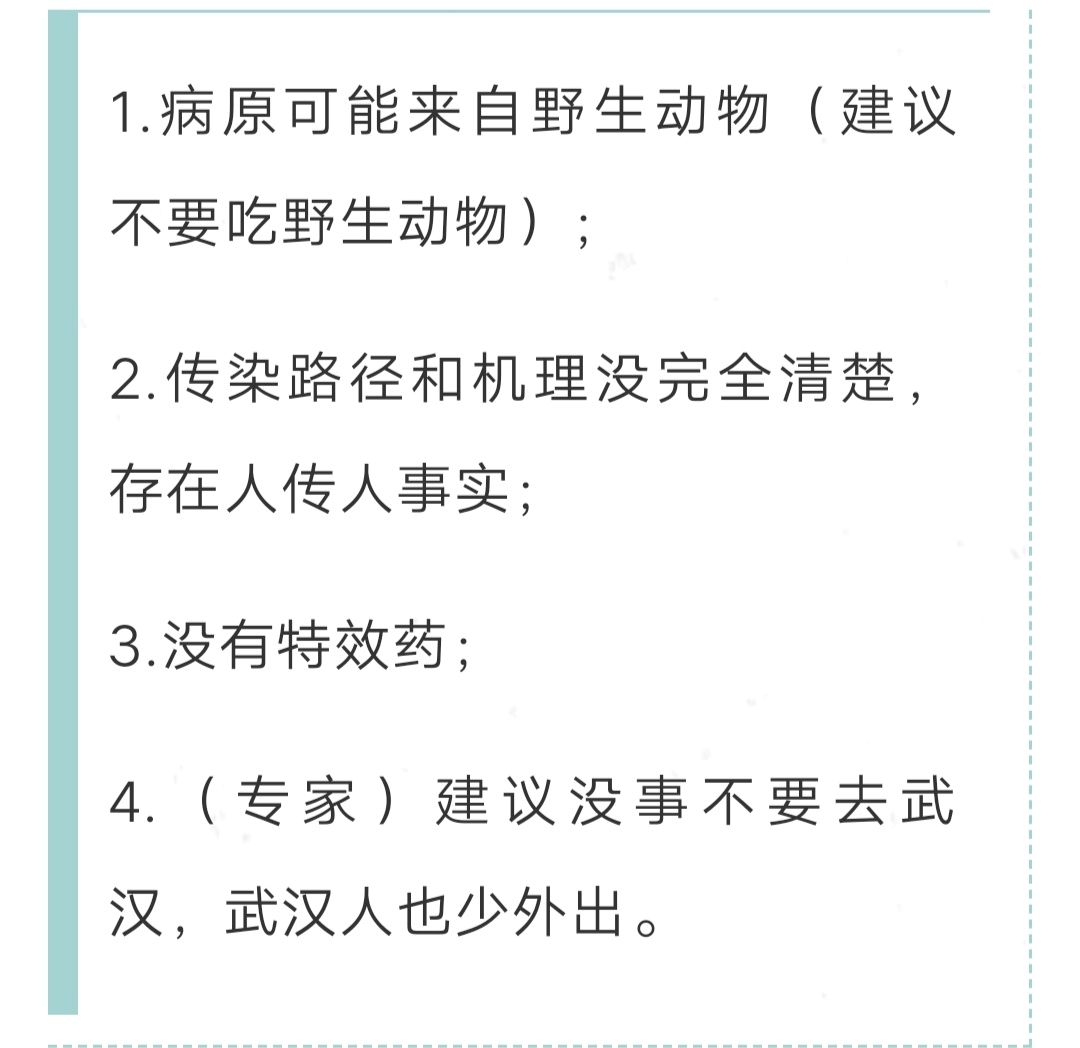 1.病原可能来自野生动物（建议
不要吃野生动物）;
2.传染路径和机理没完全清楚,
存在人传人事实;
3.没有特效药;
4.（专家）建议没事不要去武
汉，武汉人也少外出。